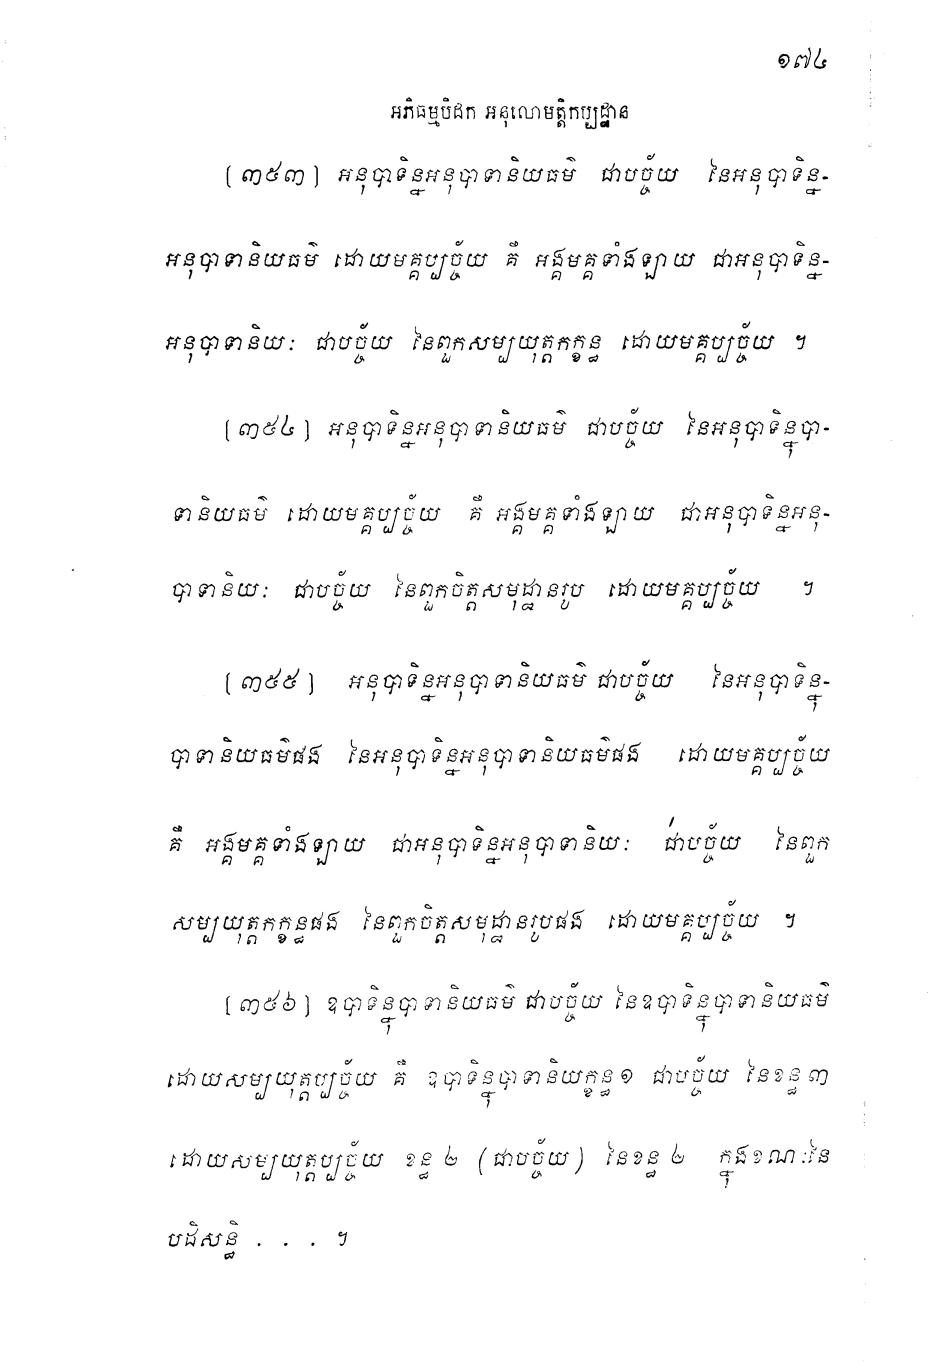 ១៧៤
អភិធម្មបិដក អនុលោមត្តិកប្បដ្ឋាន
[៣៥៣] អនុបាទិន្នអនុបាទានិយធម៌ ជាបច្ច័យ នៃអនុបាទិន្ន-
អនុបាទានិយធម៌ ដោយមគ្គប្បច្ច័យ គឺ អង្គមគ្គទាំងឡាយ ជាអនុបាទិន្ន-
អនុបាទានិយៈ ជាបច្ច័យ នៃពួកសម្បយុត្តកក្ខន្ធ ដោយមគ្គប្បច្ច័យ ។
[៣៥៤] អនុបាទិន្នអនុបាទានិយធម៌ ជាបច្ច័យ នៃអនុបាទិន្នុបា-
ទានិយធម៌ ដោយមគ្គប្បច្ច័យ គឺ អង្គមគ្គទាំងឡាយ ជាអនុបាទិន្នអនុ-
បាទានិយៈ ជាបច្ច័យ នៃពួកចិត្តសមុដ្ឋានរូប ដោយមគ្គប្បច្ច័យ ។
[៣៥៥] អនុបាទិន្នអនុបាទានិយធម៌ ជាបច្ច័យ នៃអនុបាទិន្នុ-
បាទានិយធម៌ផង នៃអនុបាទិន្នអនុបាទានិយធម៌ផង ដោយមគ្គប្បច្ច័យ
គឺ អង្គមគ្គទាំងឡាយ ជាអនុបាទិន្នអនុបាទានិយៈ ជាបច្ច័យ នៃពួក
សម្បយុត្តកក្ខន្ធផង នៃពួកចិត្តសមុដ្ឋានរូបផង ដោយមគ្គប្បច្ច័យ ។
[៣៥៦] ឧបាទិន្នុបាទានិយធម៌ ជាបច្ច័យ នៃឧបាទិន្នុបាទានិយធម៌
ដោយសម្បយុត្តប្បច្ច័យ គឺ ឧបាទិន្នុបាទានិយក្ខន្ធ ១ ជាបច្ច័យ នៃខន្ធ ៣
ដោយសម្បយុត្តប្បច្ច័យ ខន្ធ ២ (ជាបច្ច័យ) នៃខន្ធ ២ ក្នុងខណៈនៃ
បដិសន្ធិ . . . ។